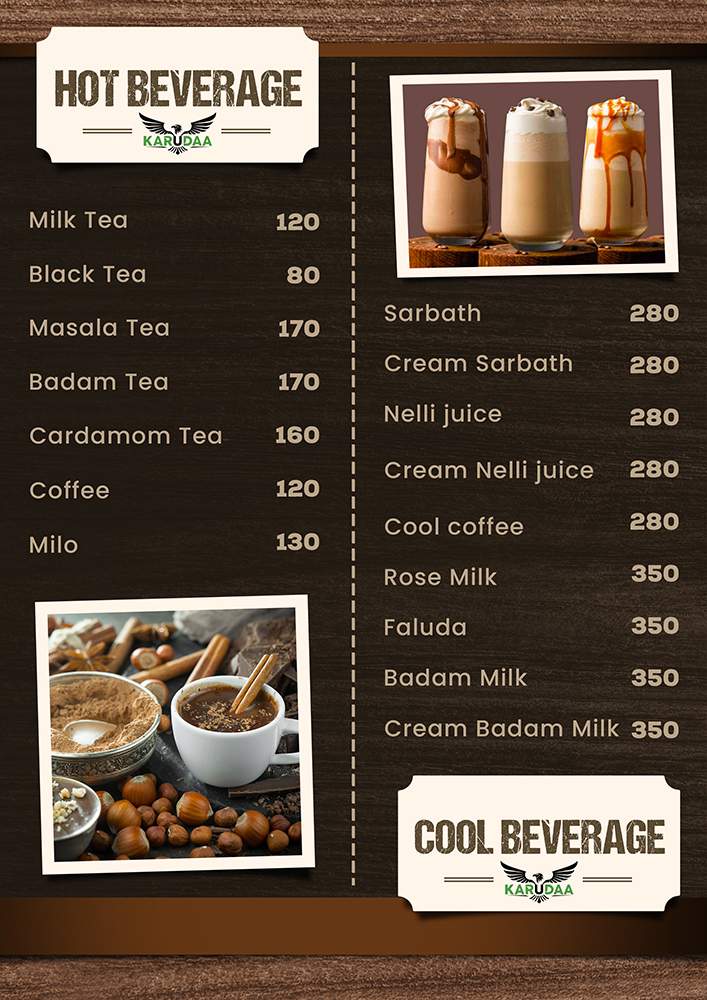 HOT BEVERAGE
KARUDAA
Milk Tea 120
Black Tea 80
Masala Tea 170
Badam Tea 170
Cardamom Tea 160
Coffee 120
Milo 130
Sarbath 280
Cream Sarbath 280
Nelli juice 280
Cream Nelli juice 280
Cool coffee 280
Rose Milk 350
Faluda 350
Badam Milk 350
Cream Badam Milk 350
COOL BEVERAGE
KARUDAA